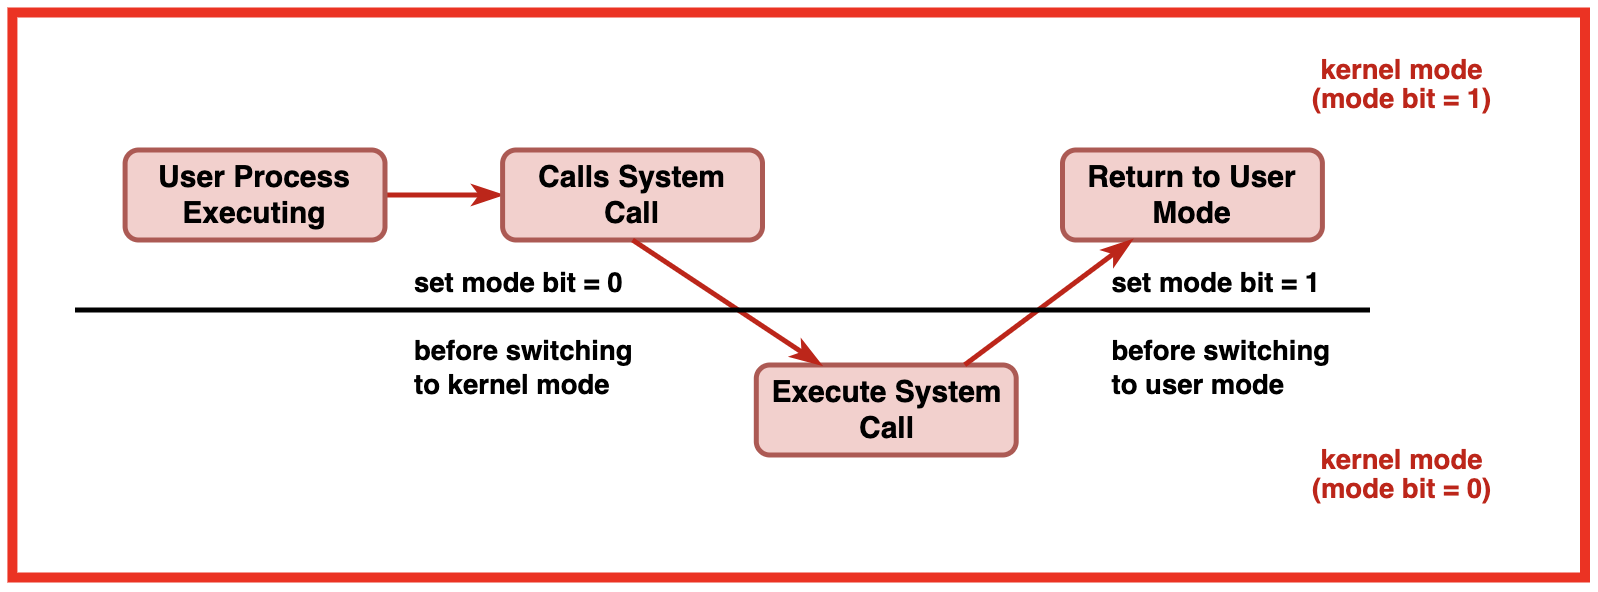 kernel mode
(mode bit = 1)
User Process
Executing
Calls System
Call
Return to User
Mode
set mode bit = 0
set mode bit = 1
before switching
to kernel mode
before switching
to user mode
Execute System
Call
kernel mode
(mode bit = 0)